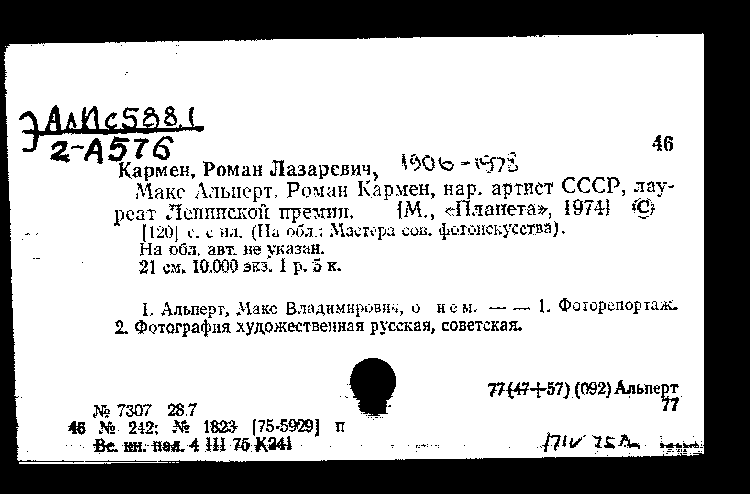 Э АлПс588.1
2-А576
46
Кармен, Роман Лазаревич, 1906-1978
Макс Альперт. Роман Кармен, нар. артист СССР, лау-
реат Ленинской премии. [М., «Планета», 1974] ©
[120] с. с ил. (На обл.: Мастера сов. фотоискусства).
На обл. авт. не указан.
21 см. 10.000 экз. 1 р. 5 к.
1. Альперт, Макс Владимирович, о нем. — — 1. Фоторепортаж.
2. Фотография художественная русская, советская.
77(47+57) (092) Альперт
77
№ 7307 28.7
46 № 242; № 1823 [75-5929] п
Вс. кн. пал. 4 III 75 К241